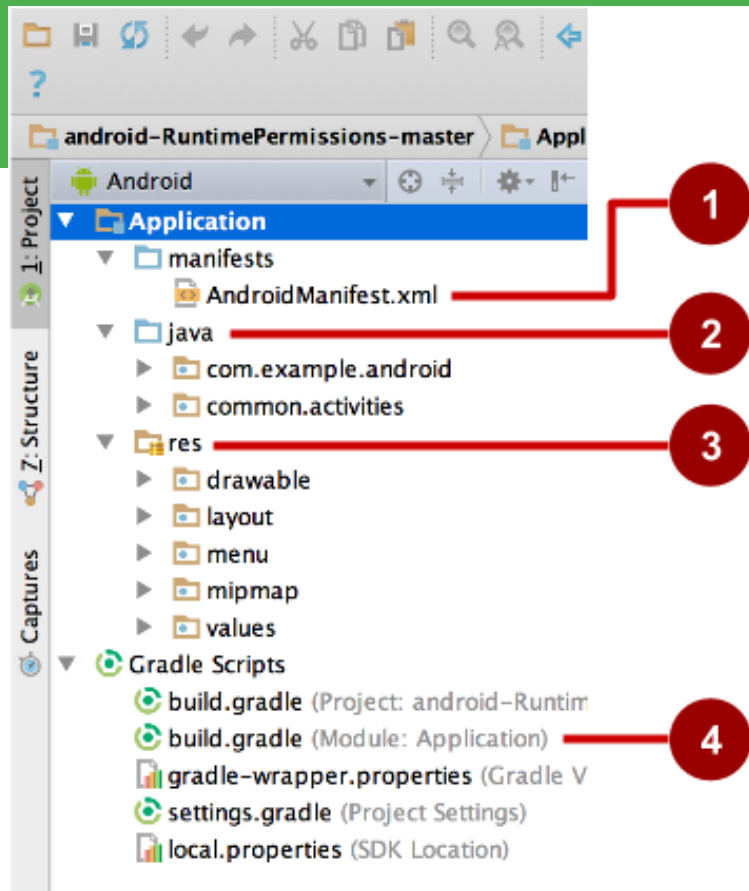 ?
android-RuntimePermissions-master Appl
1: Project
Android
Application
manifests
AndroidManifest.xml
1
java
2
com.example.android
common.activities
Z: Structure
res
3
drawable
layout
menu
mipmap
values
Captures
Gradle Scripts
build.gradle (Project: android-Runtim
build.gradle (Module: Application)
4
gradle-wrapper.properties (Gradle V
settings.gradle (Project Settings)
local.properties (SDK Location)